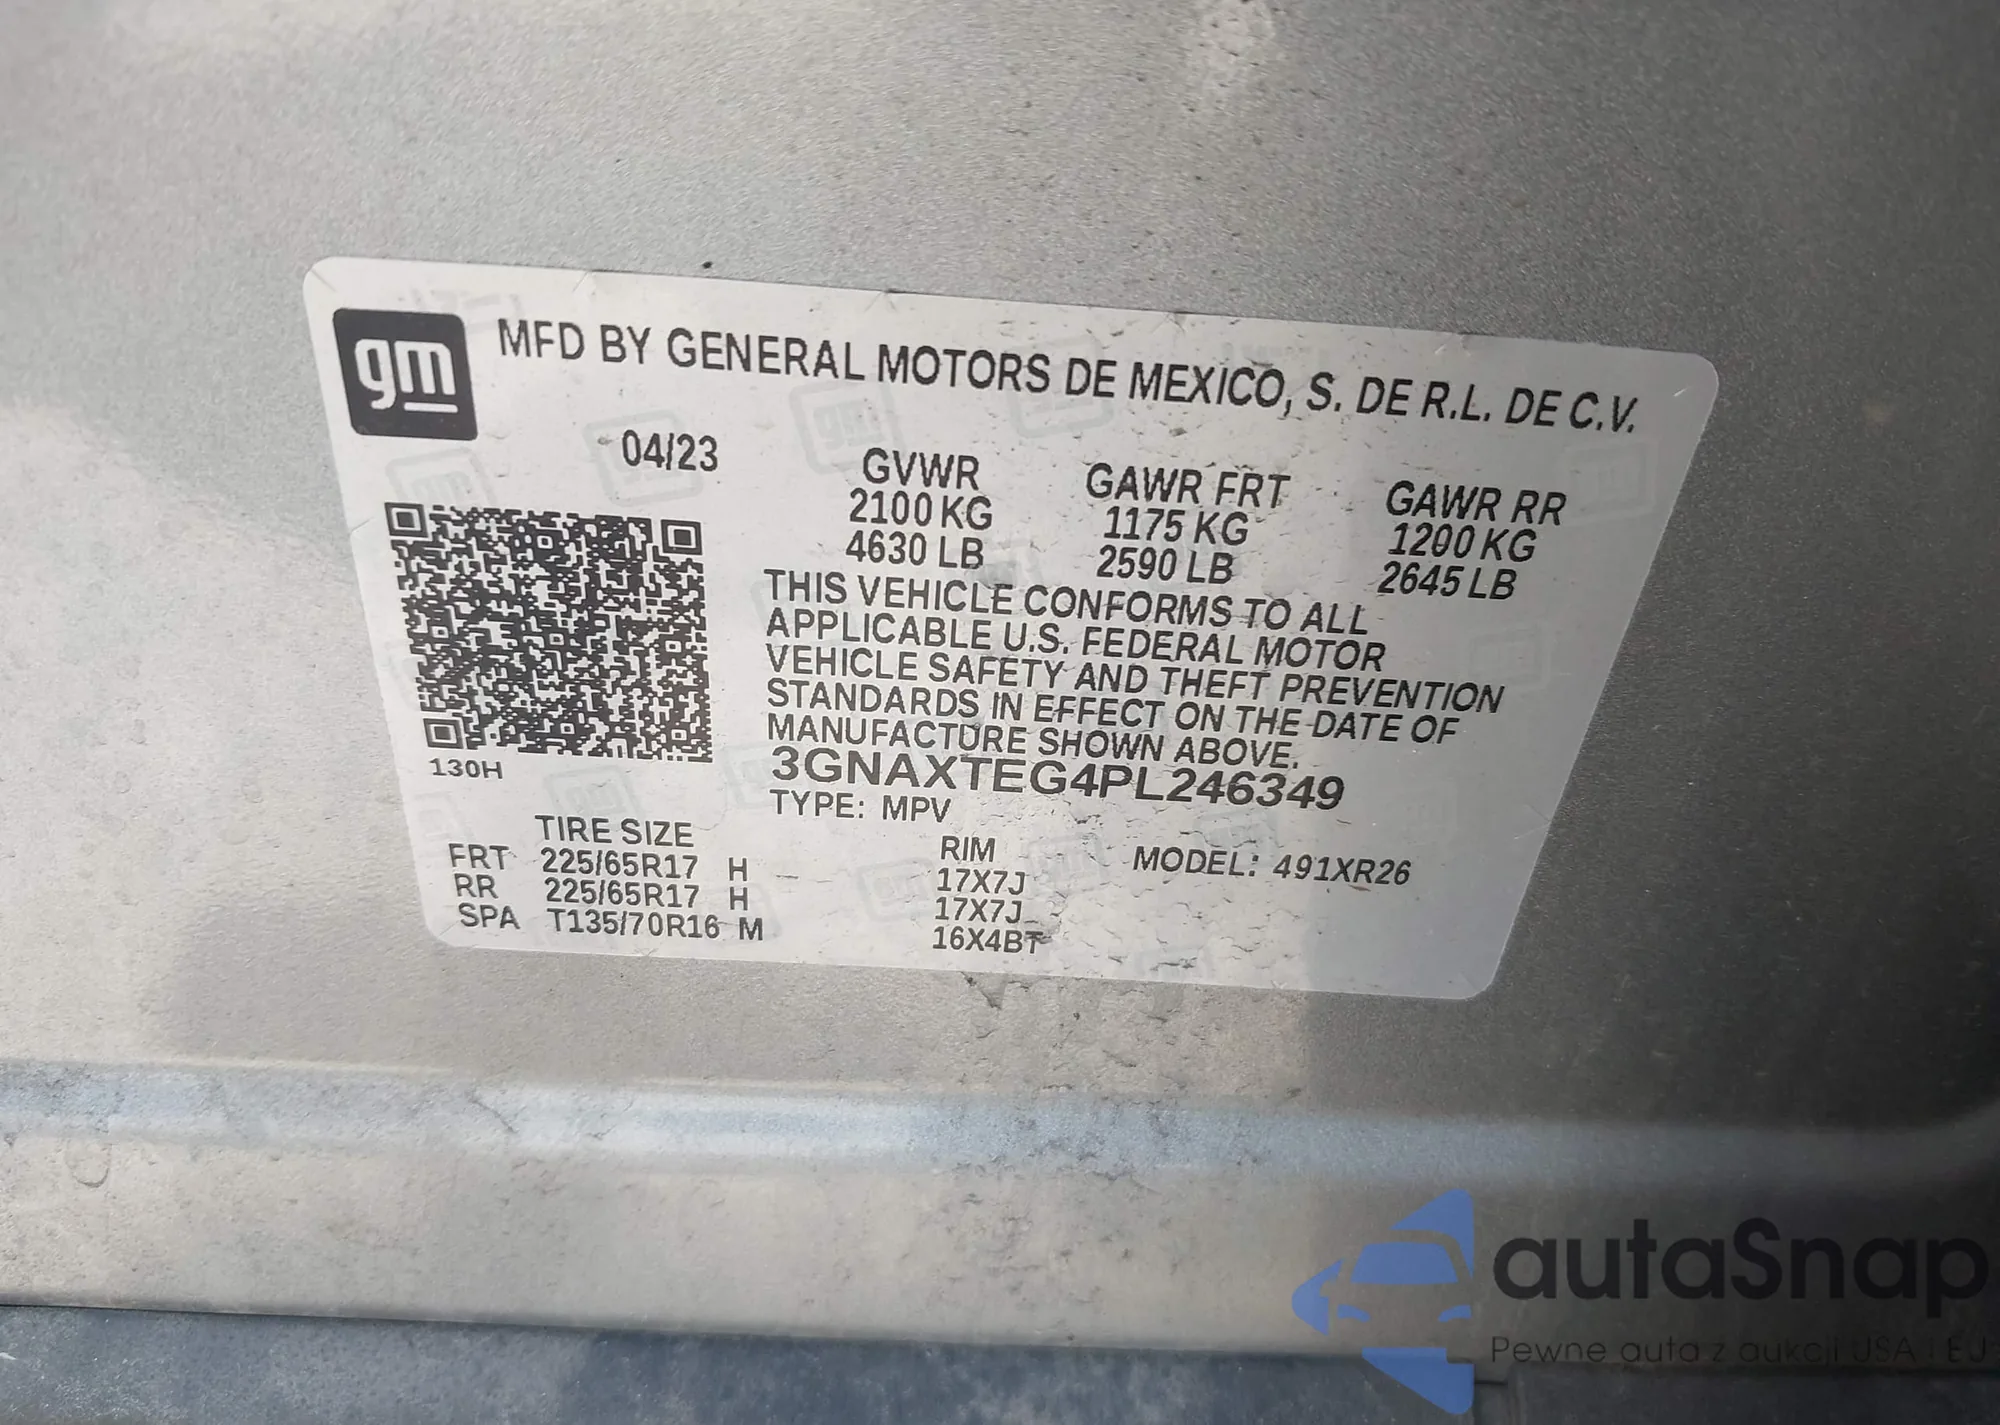 gm
MFD BY GENERAL MOTORS DE MEXICO, S. DE R.L. DE C.V.
04/23
GVWR GAWR FRT GAWR RR
2100 KG 1175 KG 1200 KG
4630 LB 2590 LB 2645 LB
THIS VEHICLE CONFORMS TO ALL
APPLICABLE U.S. FEDERAL MOTOR
VEHICLE SAFETY AND THEFT PREVENTION
STANDARDS IN EFFECT ON THE DATE OF
MANUFACTURE SHOWN ABOVE.
130H
3GNAXTEG4PL246349
TYPE: MPV
TIRE SIZE RIM MODEL: 491XR26
FRT 225/65R17 H 17X7J
RR 225/65R17 H 17X7J
SPA T135/70R16 M 16X4BT
autaSnap
Pewne auta z aukcji USA i EU